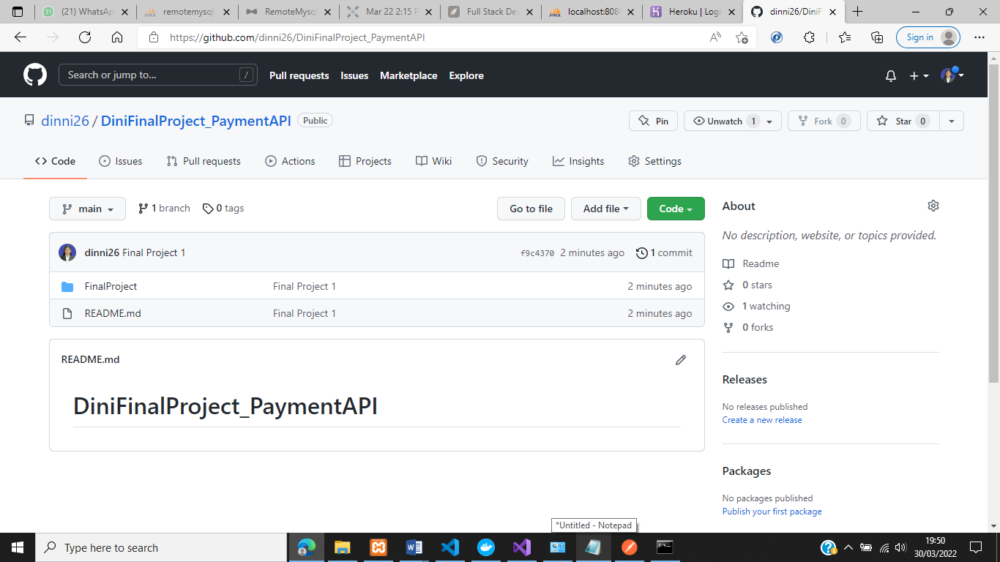 (21) WhatsAp
remotemysql.
RemoteMysq
Mar 22 2:15 P
Full Stack Dev
localhost:808
Heroku | Logi
dinni26/DiniF
https://github.com/dinni26/DiniFinalProject_PaymentAPI
Sign in
Search or jump to... /
Pull requests Issues Marketplace Explore
dinni26 / DiniFinalProject_PaymentAPI Public
Pin Unwatch 1 Fork 0 Star 0
Code Issues Pull requests Actions Projects Wiki Security Insights Settings
main 1 branch 0 tags Go to file Add file Code
dinni26 Final Project 1 f9c4370 2 minutes ago 1 commit
FinalProject Final Project 1 2 minutes ago
README.md Final Project 1 2 minutes ago
README.md
DiniFinalProject_PaymentAPI
About
No description, website, or topics provided.
Readme
0 stars
1 watching
0 forks
Releases
No releases published
Create a new release
Packages
No packages published
Publish your first package
*Untitled - Notepad
Type here to search
19:50
30/03/2022